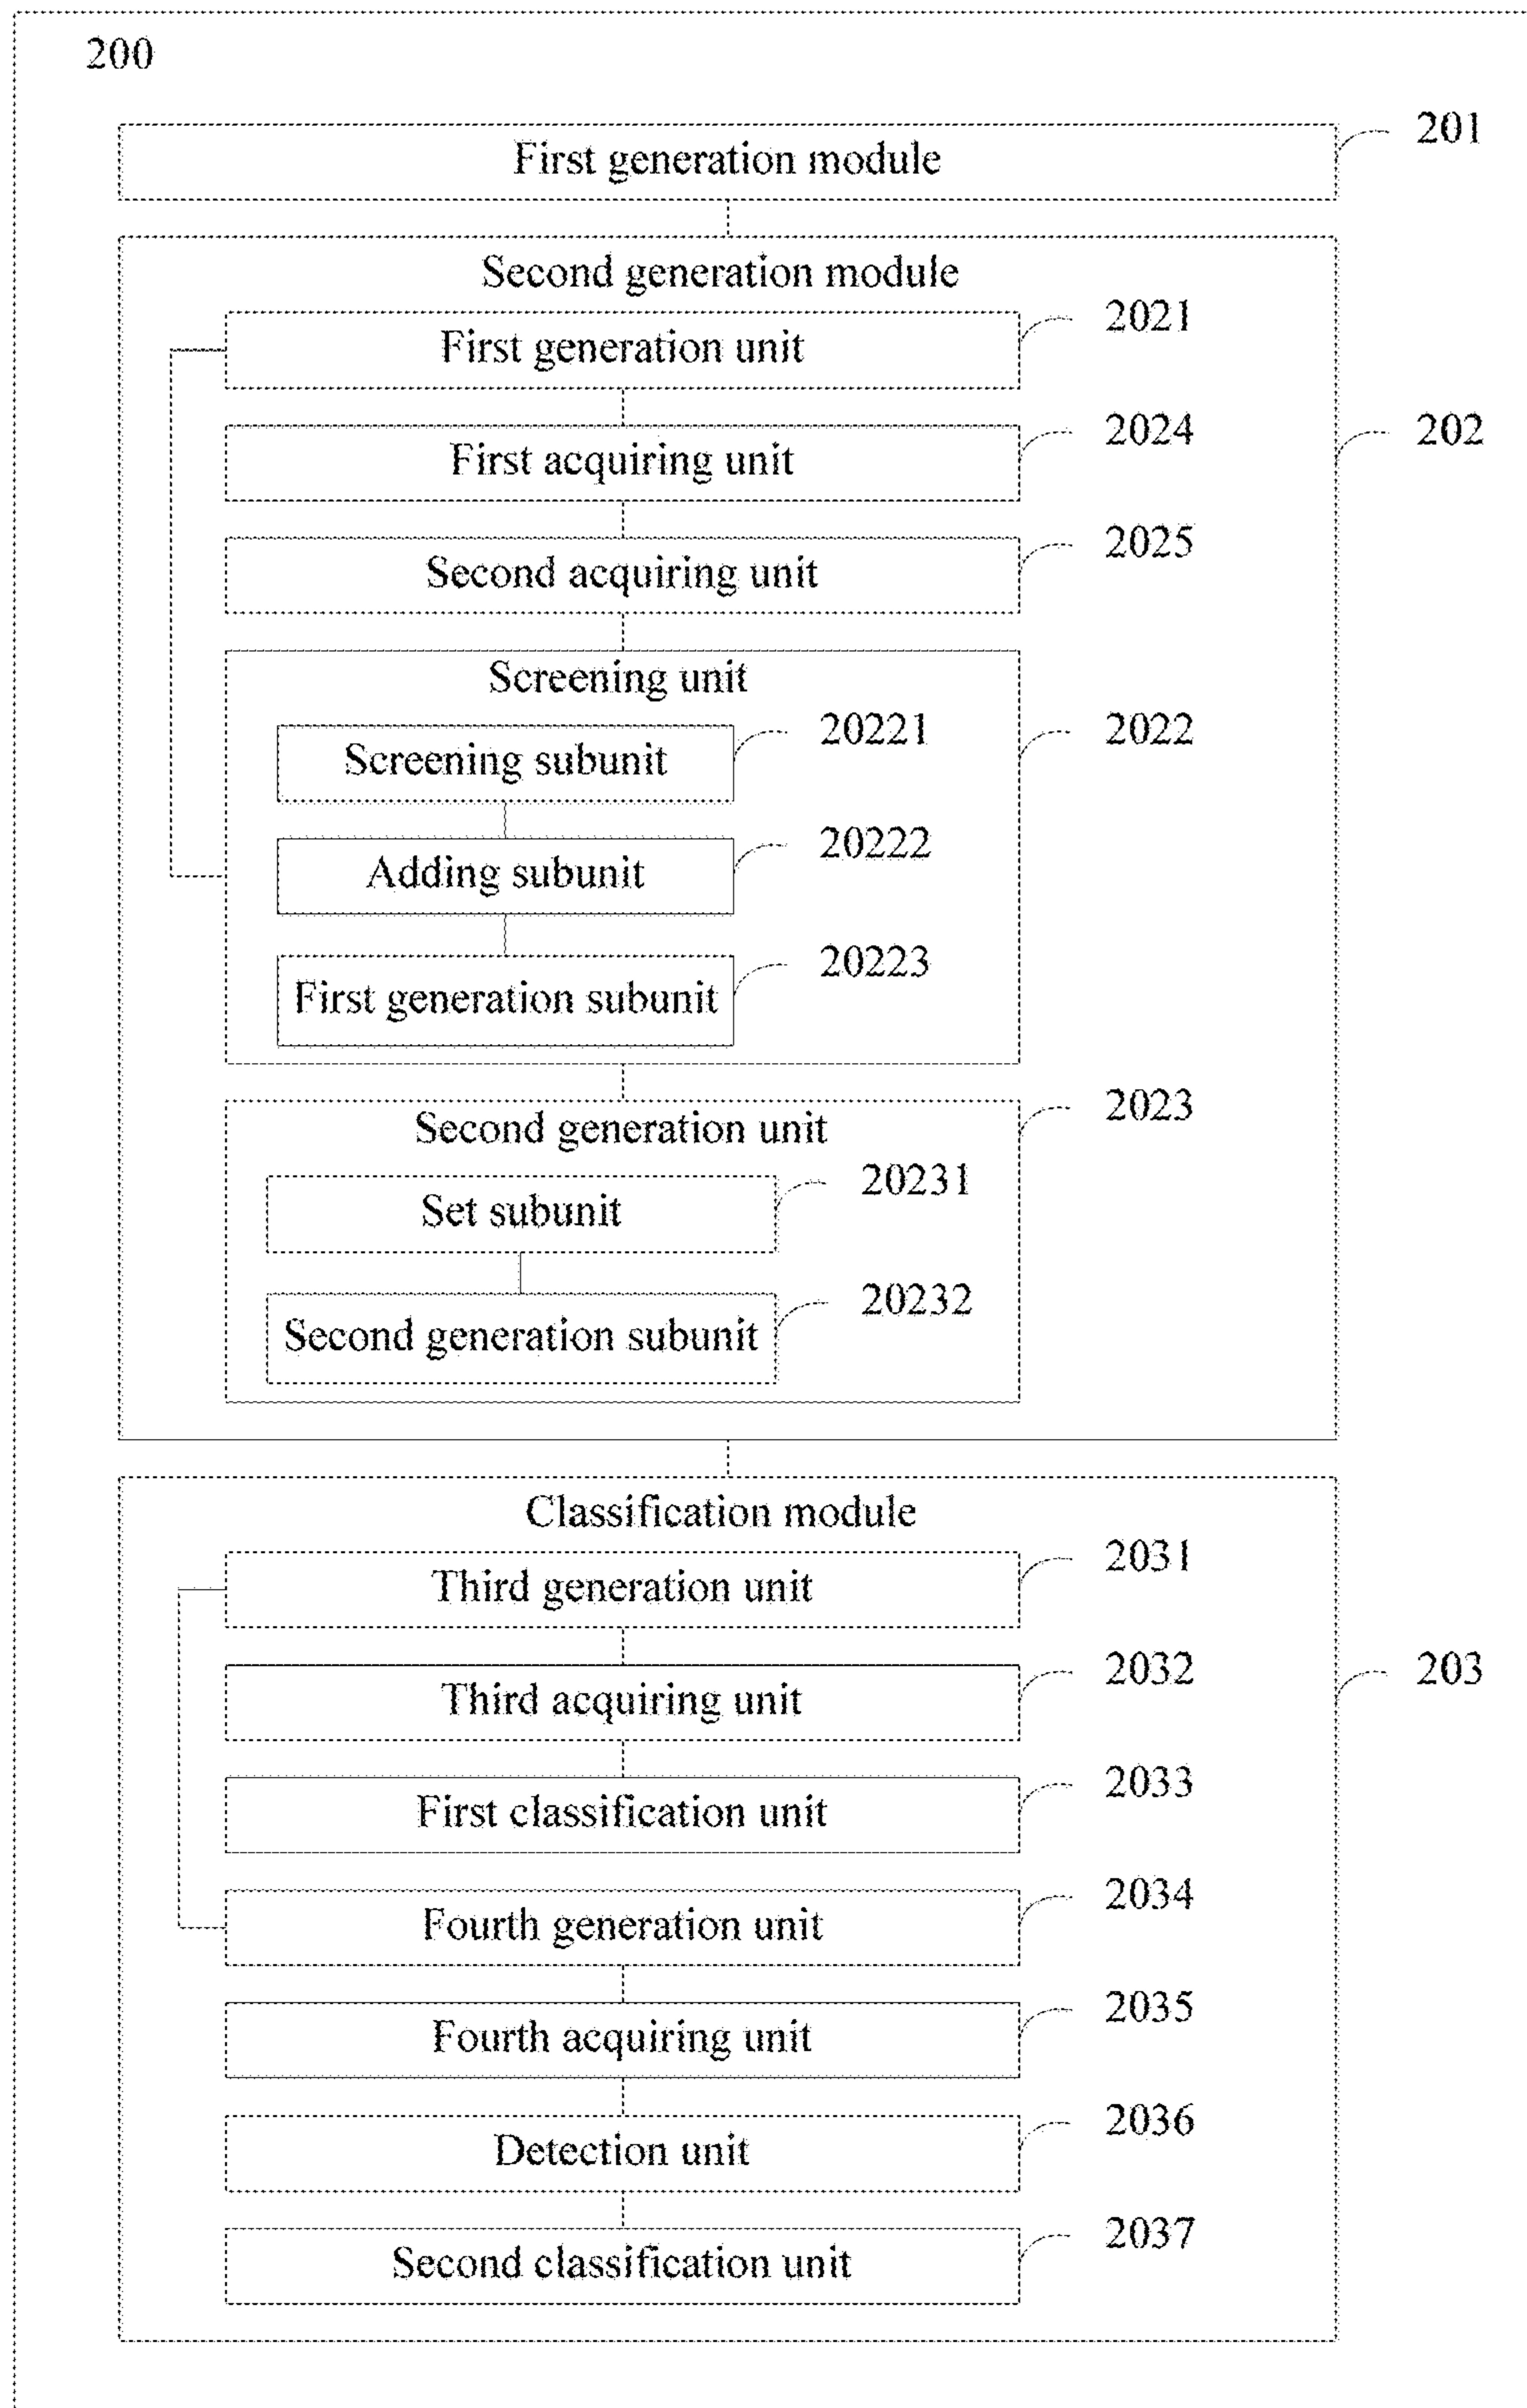 200
First generation module
201
Second generation module
202
First generation unit
2021
First acquiring unit
2024
Second acquiring unit
2025
Screening unit
2022
Screening subunit
20221
Adding subunit
20222
First generation subunit
20223
Second generation unit
2023
Set subunit
20231
Second generation subunit
20232
Classification module
203
Third generation unit
2031
Third acquiring unit
2032
First classification unit
2033
Fourth generation unit
2034
Fourth acquiring unit
2035
Detection unit
2036
Second classification unit
2037